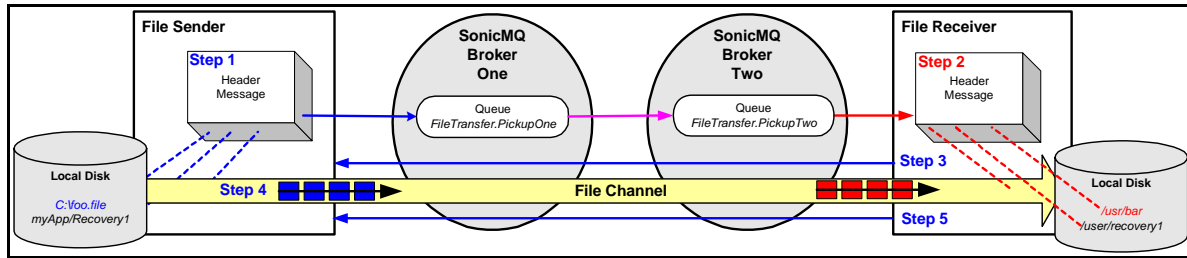 File Sender
Step 1
Header
Message
Local Disk
C:\foo.file
myApp/Recovery1
SonicMQ
Broker
One
Queue
FileTransfer.PickupOne
SonicMQ
Broker
Two
Queue
FileTransfer.PickupTwo
File Receiver
Step 2
Header
Message
Step 3
Step 4
File Channel
Step 5
Local Disk
/usr/bar
/user/recovery1